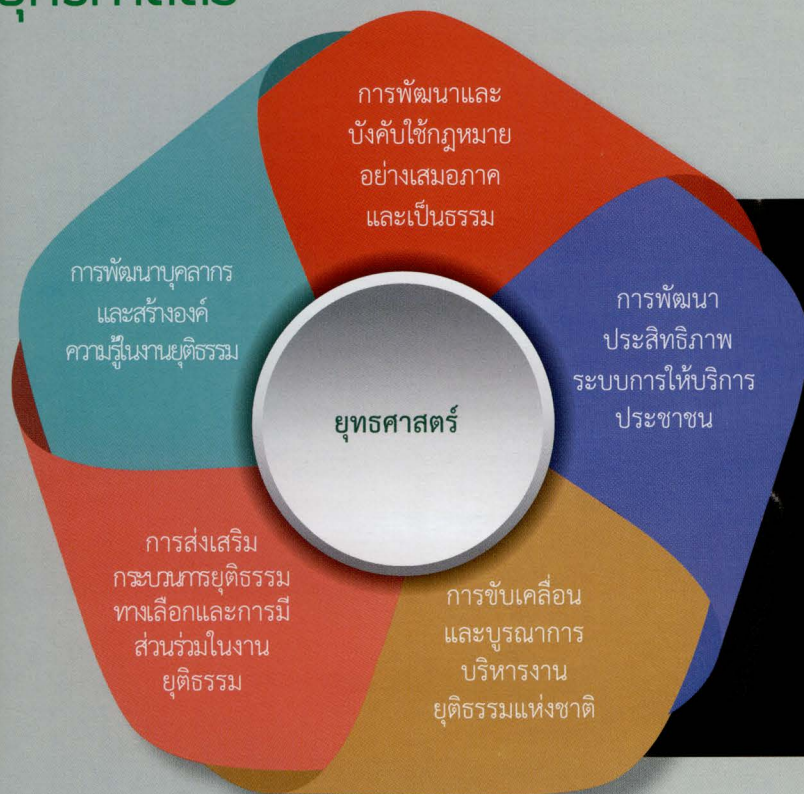 ยุทธศาสตร์
การพัฒนาและ
บังคับใช้กฎหมาย
อย่างเสมอภาค
และเป็นธรรม
การพัฒนา
ประสิทธิภาพ
ระบบการให้บริการ
ประชาชน
การขับเคลื่อน
และบูรณาการ
บริหารงาน
ยุติธรรมแห่งชาติ
การส่งเสริม
กระบวนการยุติธรรม
ทางเลือกและการมี
ส่วนร่วมในงาน
ยุติธรรม
การพัฒนาบุคลากร
และสร้างองค์
ความรู้ในงานยุติธรรม